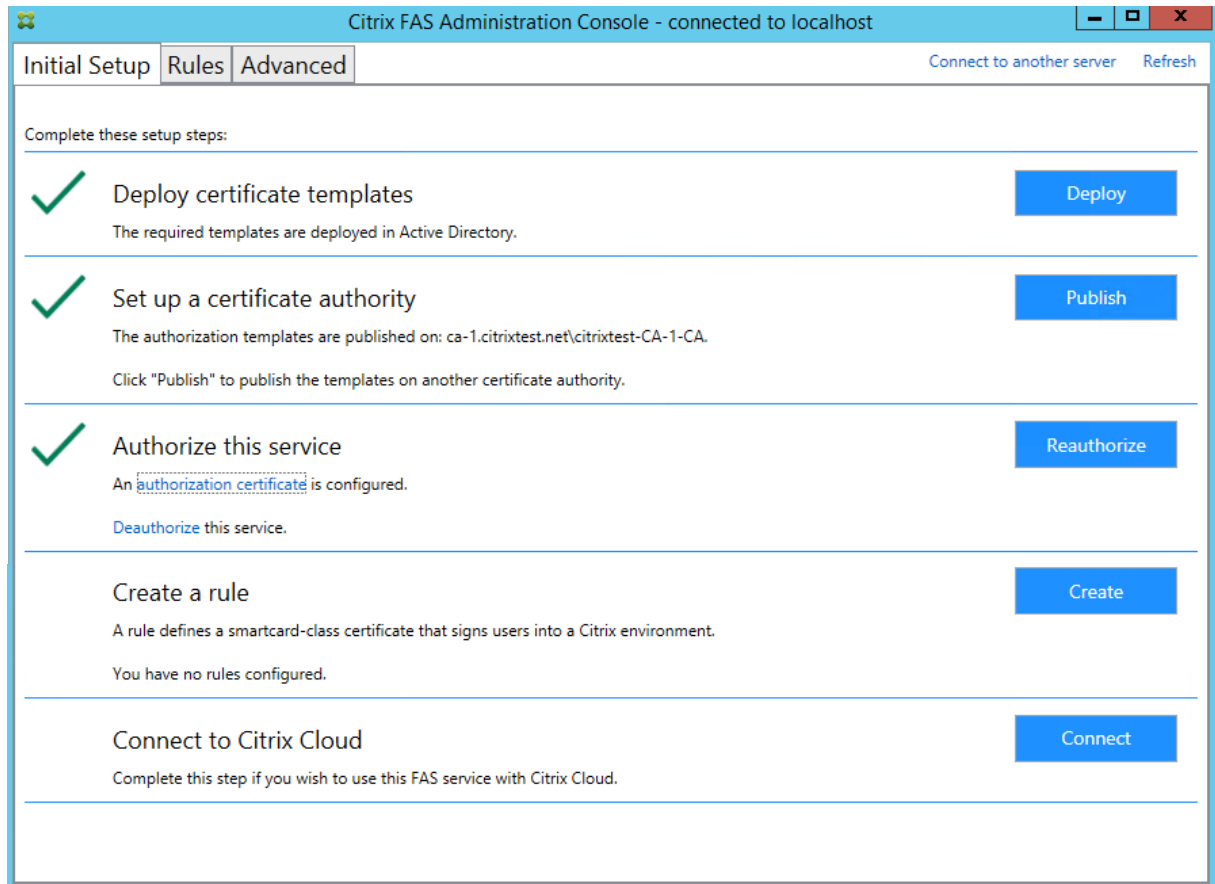 Citrix FAS Administration Console - connected to localhost
Initial Setup Rules Advanced Connect to another server Refresh
Complete these setup steps:
Deploy certificate templates
Deploy
The required templates are deployed in Active Directory.
Set up a certificate authority
Publish
The authorization templates are published on: ca-1.citrixtest.net\citrixtest-CA-1-CA.
Click "Publish" to publish the templates on another certificate authority.
Authorize this service
Reauthorize
An authorization certificate is configured.
Deauthorize this service.
Create a rule
Create
A rule defines a smartcard-class certificate that signs users into a Citrix environment.
You have no rules configured.
Connect to Citrix Cloud
Connect
Complete this step if you wish to use this FAS service with Citrix Cloud.